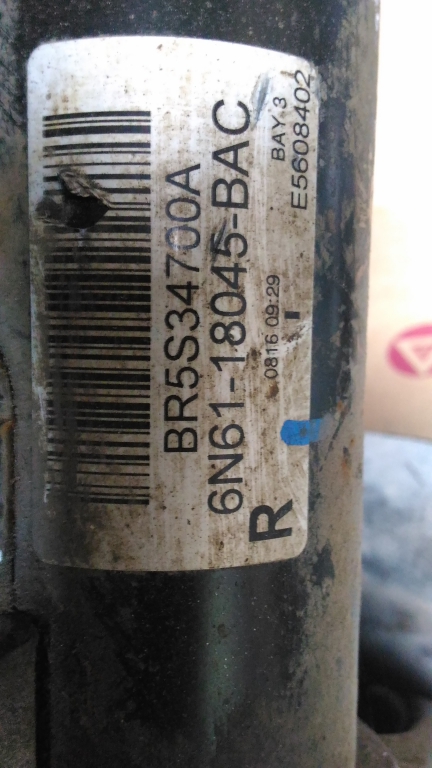 BR5S34700A
6N61-18045-BAC
BAY 3
0816 09:29
E5608402
R